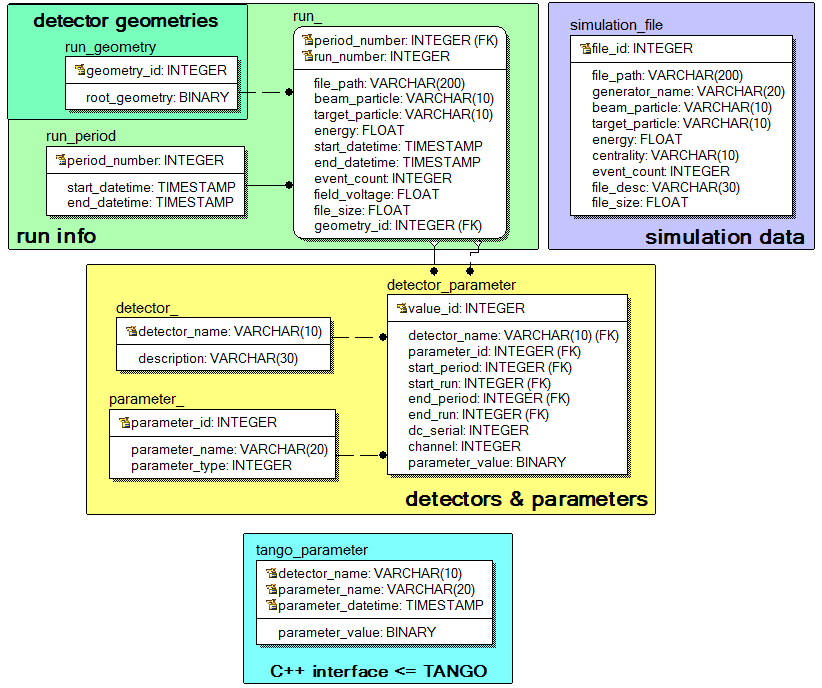 detector geometries
run_geometry
geometry_id: INTEGER
root_geometry: BINARY
run_period
period_number: INTEGER
start_datetime: TIMESTAMP
end_datetime: TIMESTAMP
run info
run_
period_number: INTEGER (FK)
run_number: INTEGER
file_path: VARCHAR(200)
beam_particle: VARCHAR(10)
target_particle: VARCHAR(10)
energy: FLOAT
start_datetime: TIMESTAMP
end_datetime: TIMESTAMP
event_count: INTEGER
field_voltage: FLOAT
file_size: FLOAT
geometry_id: INTEGER (FK)
simulation_file
file_id: INTEGER
file_path: VARCHAR(200)
generator_name: VARCHAR(20)
beam_particle: VARCHAR(10)
target_particle: VARCHAR(10)
energy: FLOAT
centrality: VARCHAR(10)
event_count: INTEGER
file_desc: VARCHAR(30)
file_size: FLOAT
simulation data
detector_
detector_name: VARCHAR(10)
description: VARCHAR(30)
parameter_
parameter_id: INTEGER
parameter_name: VARCHAR(20)
parameter_type: INTEGER
detector_parameter
value_id: INTEGER
detector_name: VARCHAR(10) (FK)
parameter_id: INTEGER (FK)
start_period: INTEGER (FK)
start_run: INTEGER (FK)
end_period: INTEGER (FK)
end_run: INTEGER (FK)
dc_serial: INTEGER
channel: INTEGER
parameter_value: BINARY
detectors & parameters
tango_parameter
detector_name: VARCHAR(10)
parameter_name: VARCHAR(20)
parameter_datetime: TIMESTAMP
parameter_value: BINARY
C++ interface <= TANGO